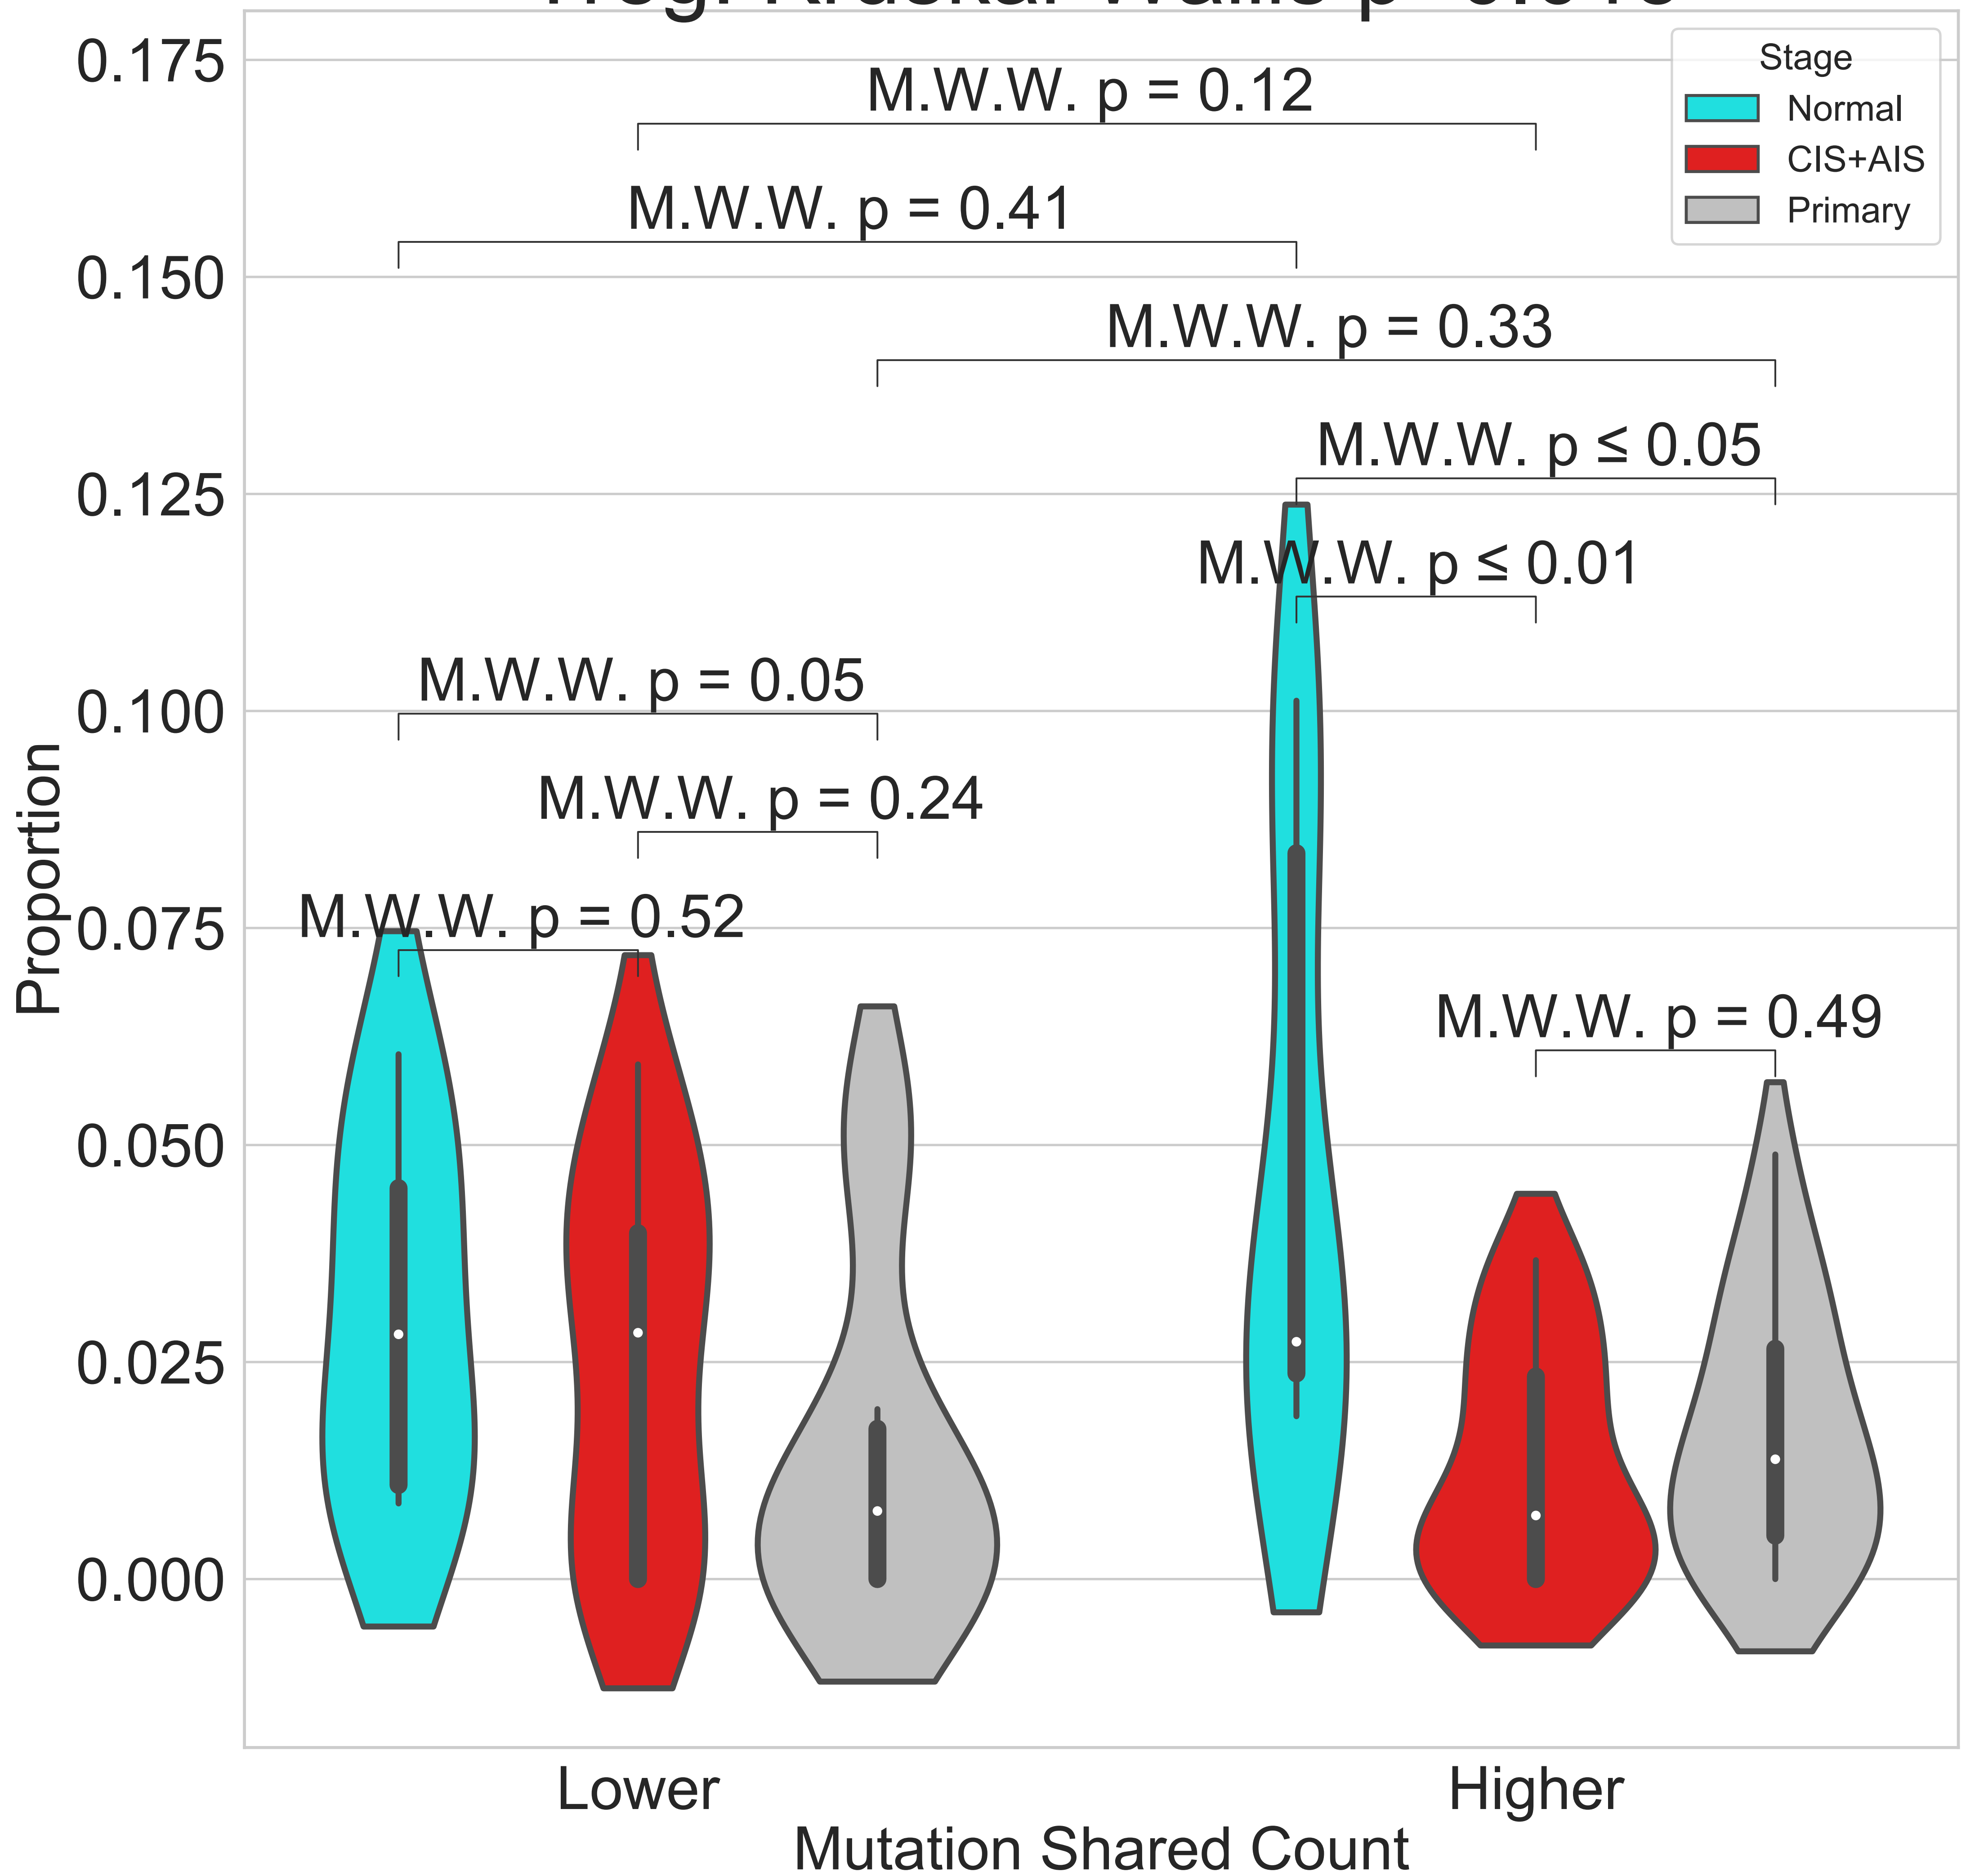 0.175
0.150
0.125
0.100
0.075
0.050
0.025
0.000
Proportion
Stage
Normal
CIS+AIS
Primary
M.W.W. p = 0.12
M.W.W. p = 0.41
M.W.W. p = 0.33
M.W.W. p ≤ 0.05
M.W.W. p ≤ 0.01
M.W.W. p = 0.05
M.W.W. p = 0.24
M.W.W. p = 0.52
M.W.W. p = 0.49
Lower
Higher
Mutation Shared Count